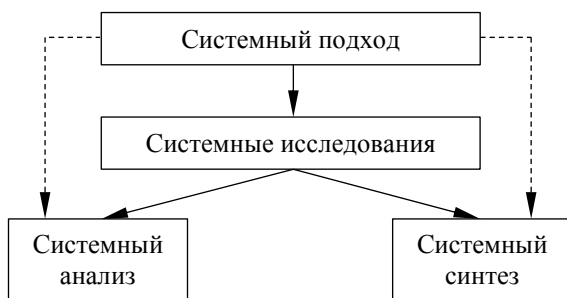 Системный подход
Системные исследования
Системный
анализ
Системный
синтез